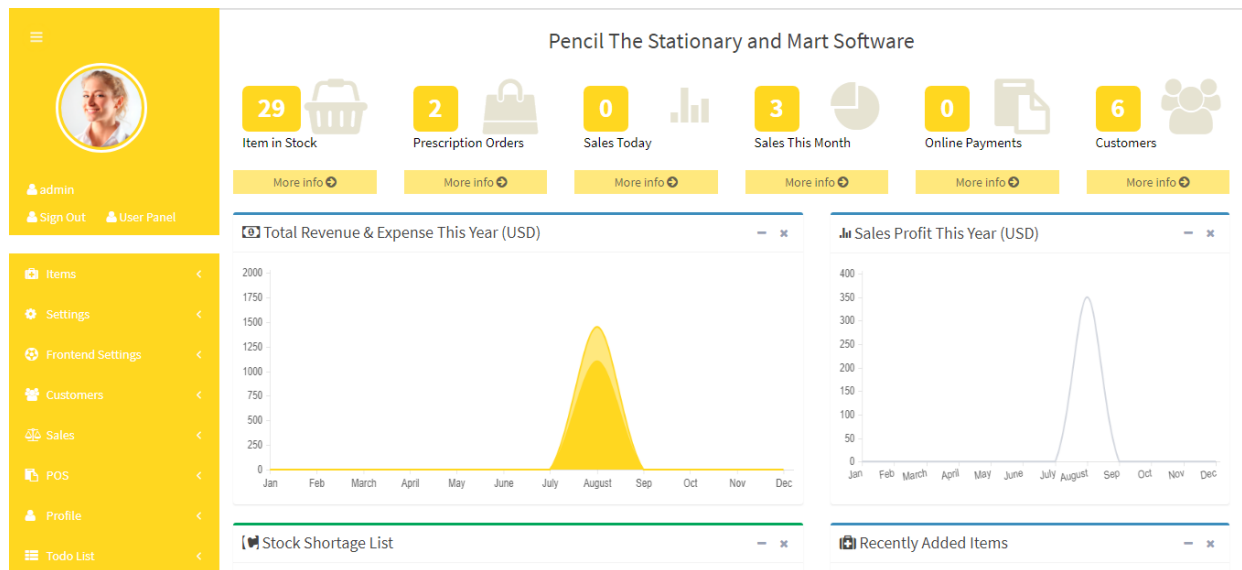 Pencil The Stationary and Mart Software
admin
Sign Out User Panel
Items
Settings
Frontend Settings
Customers
Sales
POS
Profile
Todo List
29
Item in Stock
More info
2
Prescription Orders
More info
0
Sales Today
More info
3
Sales This Month
More info
0
Online Payments
More info
6
Customers
More info
Total Revenue & Expense This Year (USD)
2000
1750
1500
1250
1000
750
500
250
0
Jan Feb March April May June July August Sep Oct Nov Dec
Sales Profit This Year (USD)
400
350
300
250
200
150
100
50
0
Jan Feb March April May June July August Sep Oct Nov Dec
Stock Shortage List
Recently Added Items